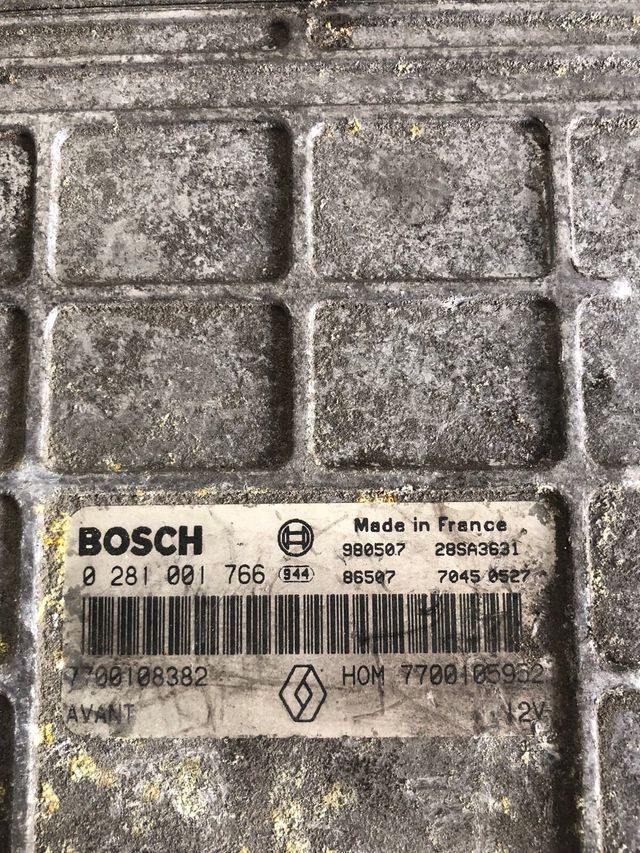 BOSCH
Made in France
980507 28SA3631
0 281 001 766 944 86507 7045 0527
7700108382 HOM 7700105952
AVANT 12V